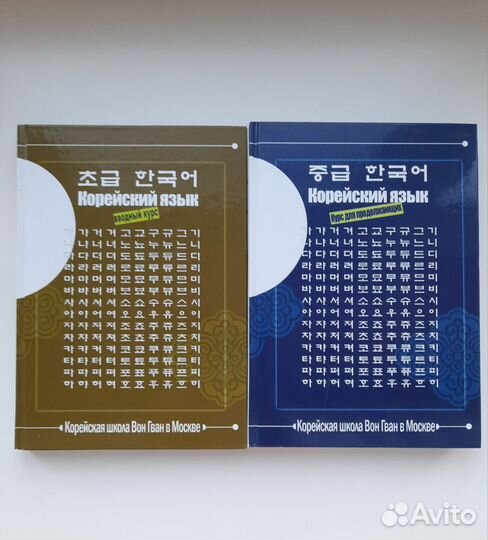 초급 한국어
Корейский язык
вводный курс
가 갸 거 겨 고 교 구 규 그 기
나 냐 너 녀 노 뇨 누 뉴 느 니
다 댜 더 뎌 도 됴 두 듀 드 디
라 랴 러 려 로 료 루 류 르 리
마 먀 머 며 모 묘 무 뮤 므 미
바 뱌 버 벼 보 뵤 부 뷰 브 비
사 샤 서 셔 소 쇼 수 슈 스 시
아 야 어 여 오 요 우 유 으 이
자 쟈 저 져 조 죠 주 쥬 즈 지
차 챠 처 쳐 초 쵸 추 츄 츠 치
카 캬 커 켜 코 쿄 쿠 큐 크 키
타 탸 터 텨 토 툐 투 튜 트 티
파 퍄 퍼 펴 포 표 푸 퓨 프 피
하 햐 허 혀 호 효 후 휴 흐 히
Корейская школа Вон Гван в Москве
중급 한국어
Корейский язык
Курс для продолжающих
가 갸 거 겨 고 교 구 규 그 기
나 냐 너 녀 노 뇨 누 뉴 느 니
다 댜 더 뎌 도 됴 두 듀 드 디
라 랴 러 려 로 료 루 류 르 리
마 먀 머 며 모 묘 무 뮤 므 미
바 뱌 버 벼 보 뵤 부 뷰 브 비
사 샤 서 셔 소 쇼 수 슈 스 시
아 야 어 여 오 요 우 유 으 이
자 쟈 저 져 조 죠 주 쥬 즈 지
차 챠 처 쳐 초 쵸 추 츄 츠 치
카 캬 커 켜 코 쿄 쿠 큐 크 키
타 탸 터 텨 토 툐 투 튜 트 티
파 퍄 퍼 펴 포 표 푸 퓨 프 피
하 햐 허 혀 호 효 후 휴 흐 히
Корейская школа Вон Гван в Москве
Avito